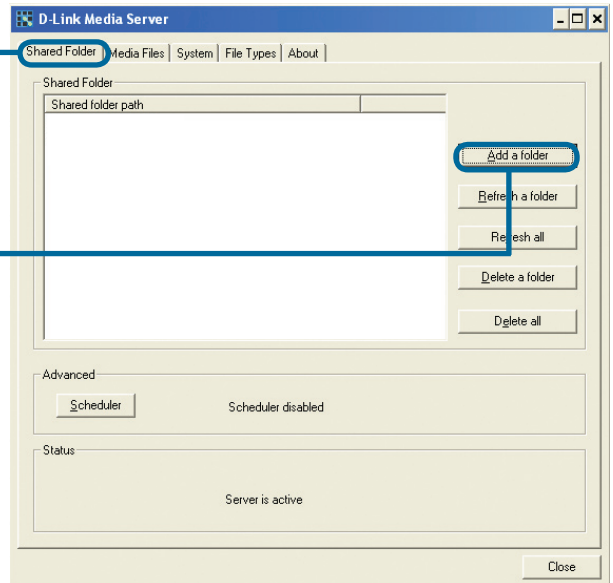 D-Link Media Server
Shared Folder Media Files System File Types About
Shared Folder
Shared folder path
Add a folder
Refresh a folder
Refresh all
Delete a folder
Delete all
Advanced
Scheduler Scheduler disabled
Status
Server is active
Close